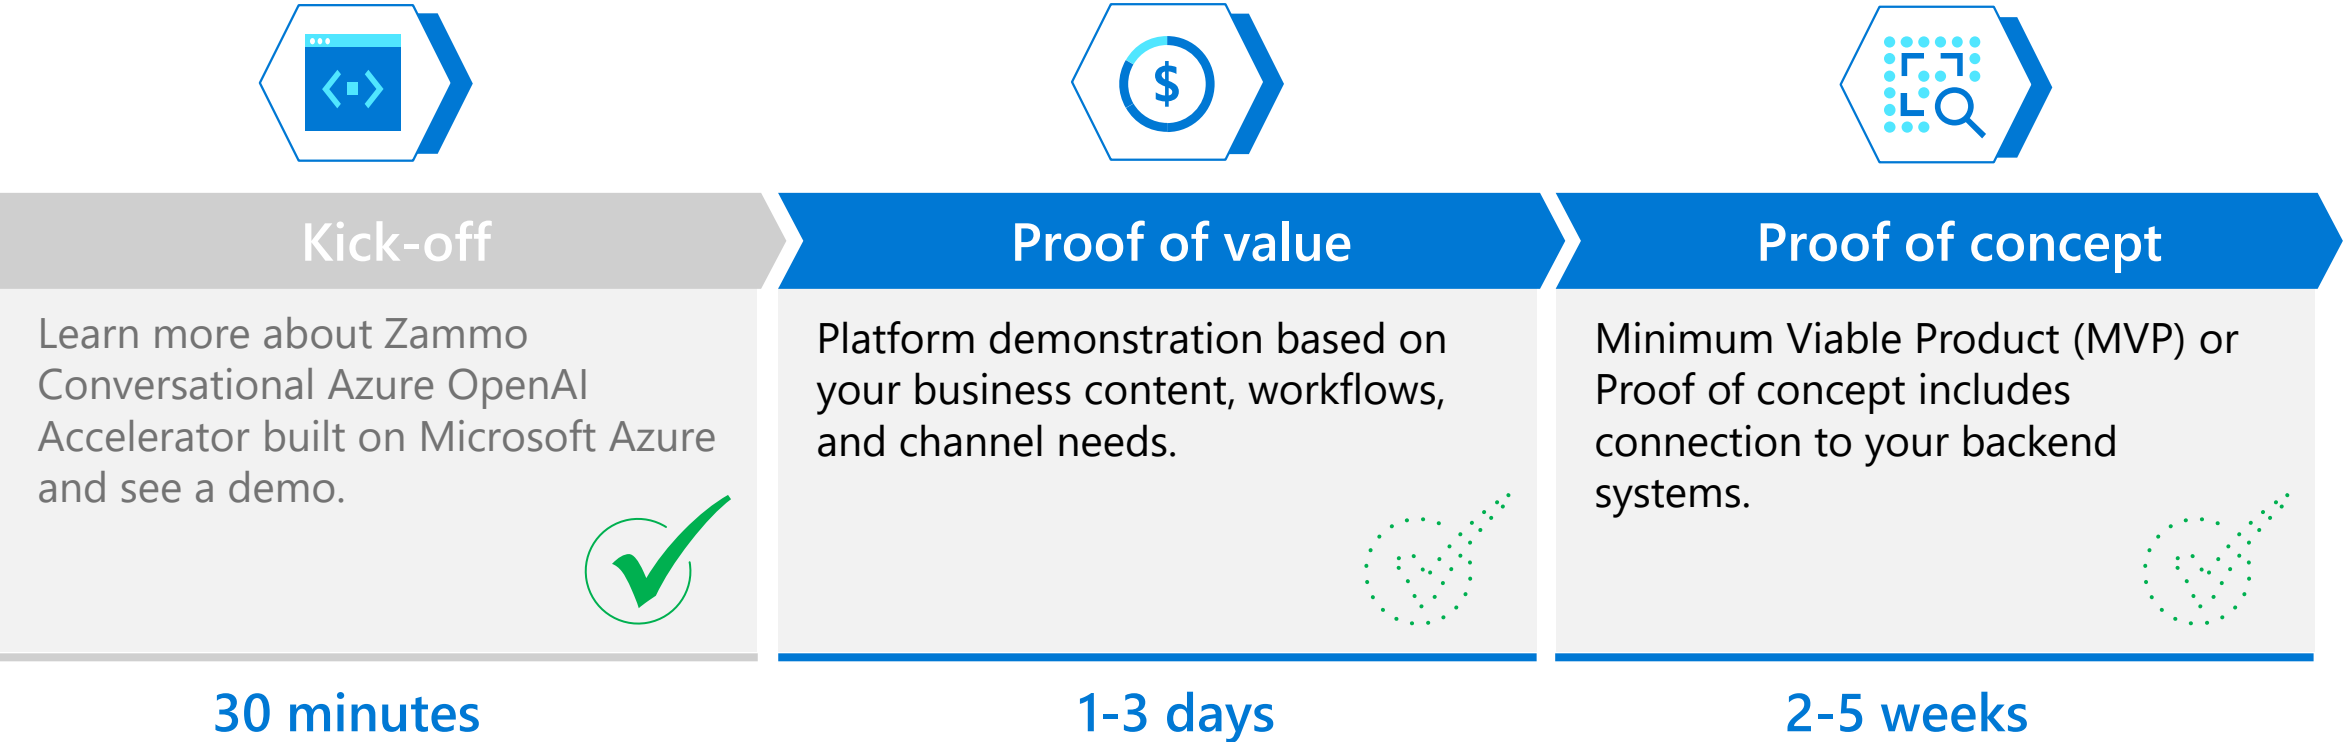 $
Kick-off
Proof of value
Proof of concept
Learn more about Zammo
Conversational Azure OpenAI
Accelerator built on Microsoft Azure
and see a demo.
Platform demonstration based on
your business content, workflows,
and channel needs.
Minimum Viable Product (MVP) or
Proof of concept includes
connection to your backend
systems.
30 minutes
1-3 days
2-5 weeks